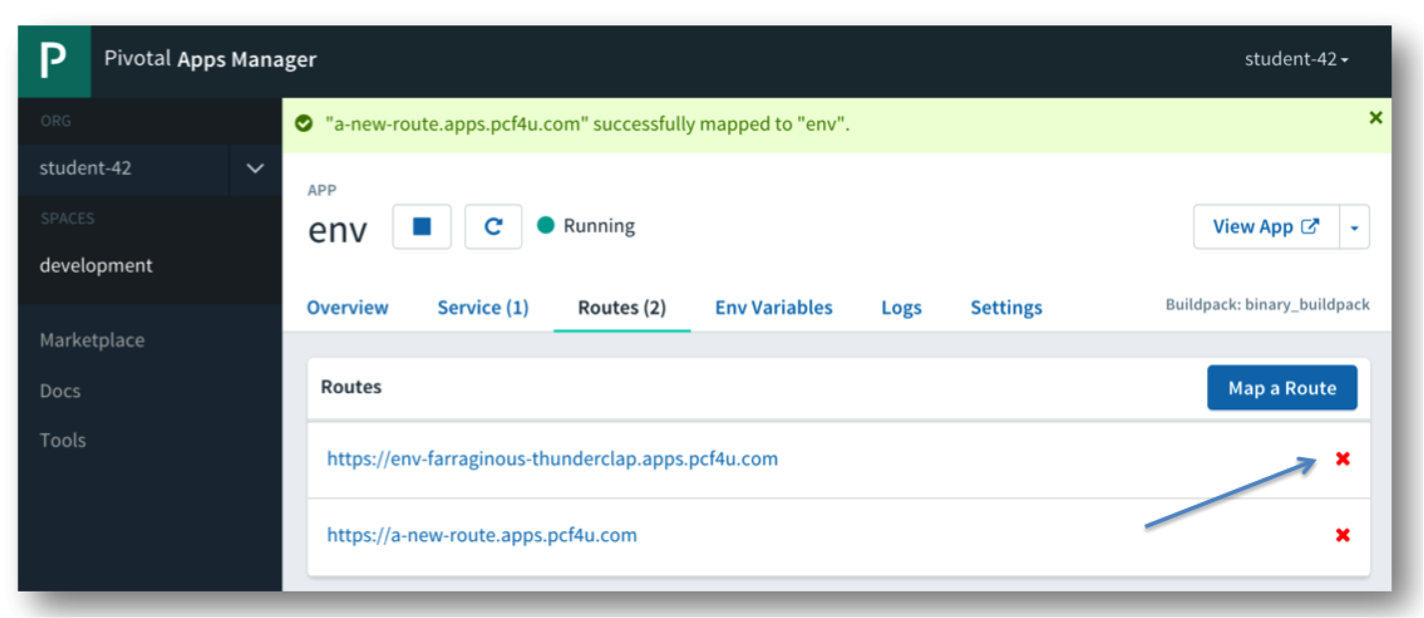 P Pivotal Apps Manager student-42
ORG
student-42
SPACES
development
Marketplace
Docs
Tools
"a-new-route.apps.pcf4u.com" successfully mapped to "env".
APP
env Running View App
Overview Service (1) Routes (2) Env Variables Logs Settings Buildpack: binary_buildpack
Routes Map a Route
https://env-farraginous-thunderclap.apps.pcf4u.com
https://a-new-route.apps.pcf4u.com